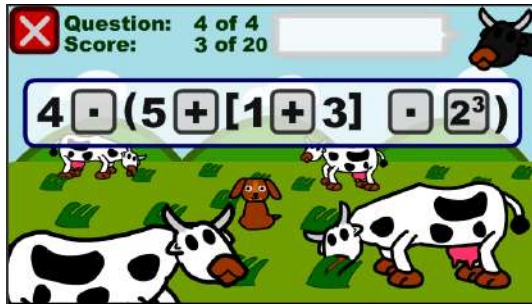 Question: 4 of 4
Score: 3 of 20
4 · (5 + [1 + 3] · 2³)